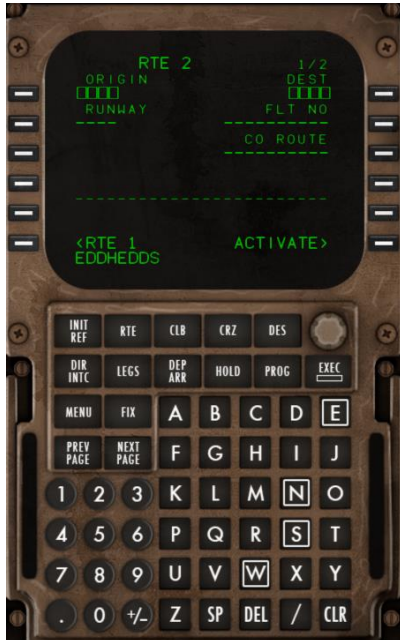 RTE 2 1/2
ORIGIN DEST
RUNWAY FLT NO
---- ----------
CO ROUTE
----------
<RTE 1 ACTIVATE>
EDDHEDDS
INIT REF RTE CLB CRZ DES
DIR INTC LEGS DEP ARR HOLD PROG EXEC
MENU FIX A B C D E
PREV PAGE NEXT PAGE F G H I J
1 2 3 K L M N O
4 5 6 P Q R S T
7 8 9 U V W X Y
. 0 +/- Z SP DEL / CLR